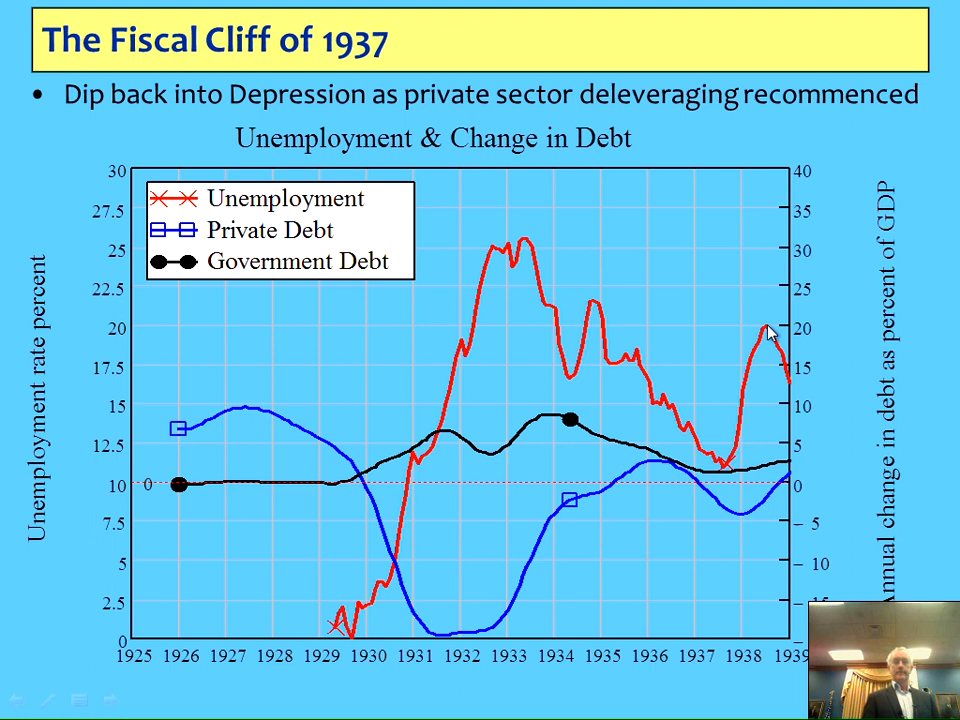 The Fiscal Cliff of 1937
• Dip back into Depression as private sector deleveraging recommenced
Unemployment & Change in Debt
Unemployment
Private Debt
Government Debt
Unemployment rate percent
30
27.5
25
22.5
20
17.5
15
12.5
10
7.5
5
2.5
0
0
40
35
30
25
20
15
10
5
0
– 5
– 10
– 15
Annual change in debt as percent of GDP
1925 1926 1927 1928 1929 1930 1931 1932 1933 1934 1935 1936 1937 1938 1939